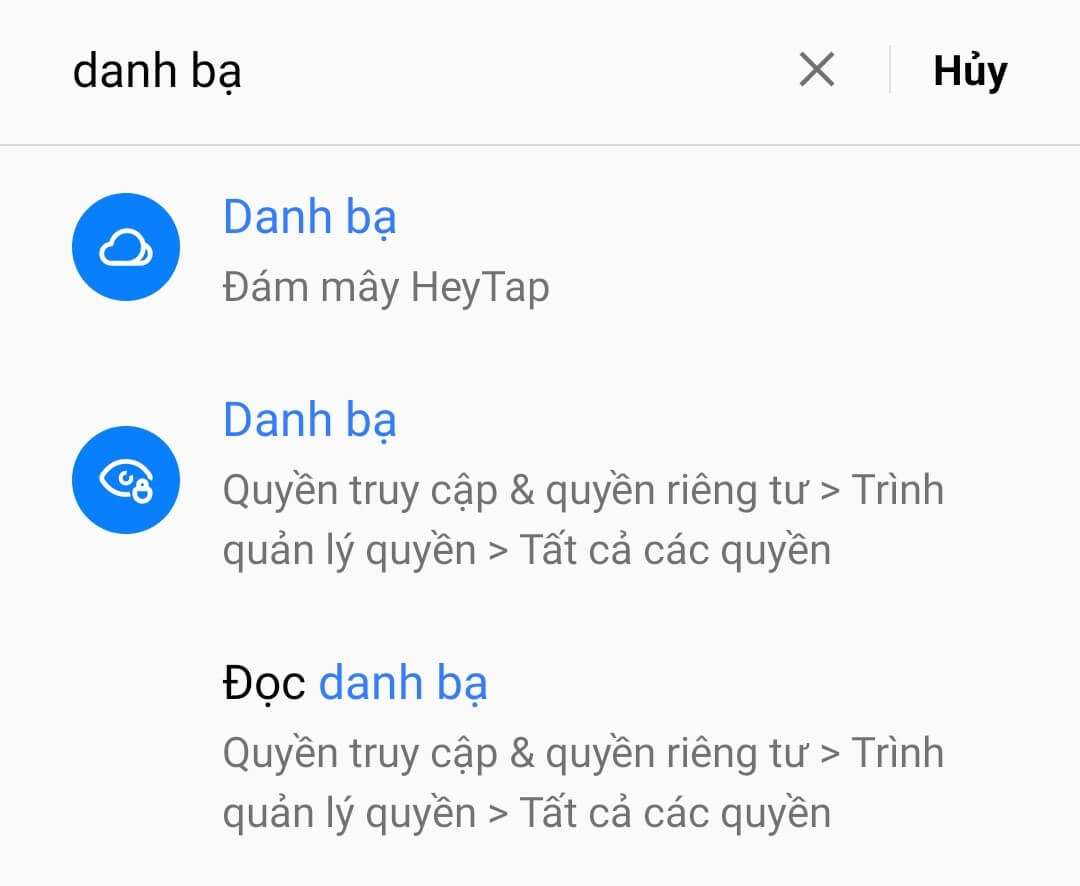 danh bạ
Hủy
Danh bạ
Đám mây HeyTap
Danh bạ
Quyền truy cập & quyền riêng tư > Trình
quản lý quyền > Tất cả các quyền
Đọc danh bạ
Quyền truy cập & quyền riêng tư > Trình
quản lý quyền > Tất cả các quyền